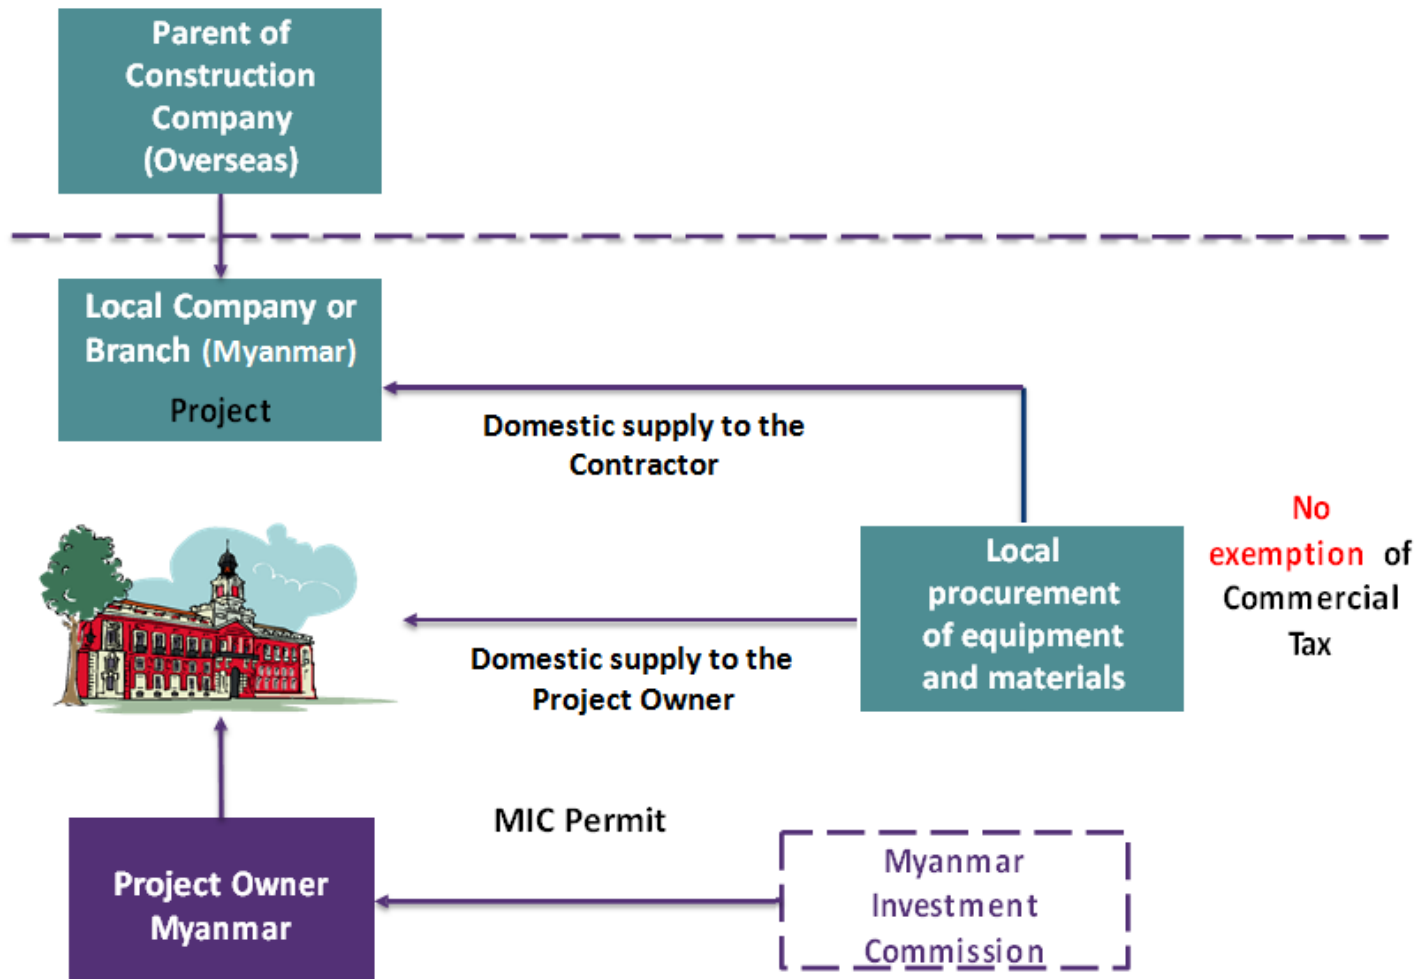 Parent of
Construction
Company
(Overseas)
Local Company or
Branch (Myanmar)
Project
Domestic supply to the
Contractor
No
exemption of
Commercial
Tax
Local
procurement
of equipment
and materials
Domestic supply to the
Project Owner
MIC Permit
Project Owner
Myanmar
Myanmar
Investment
Commission